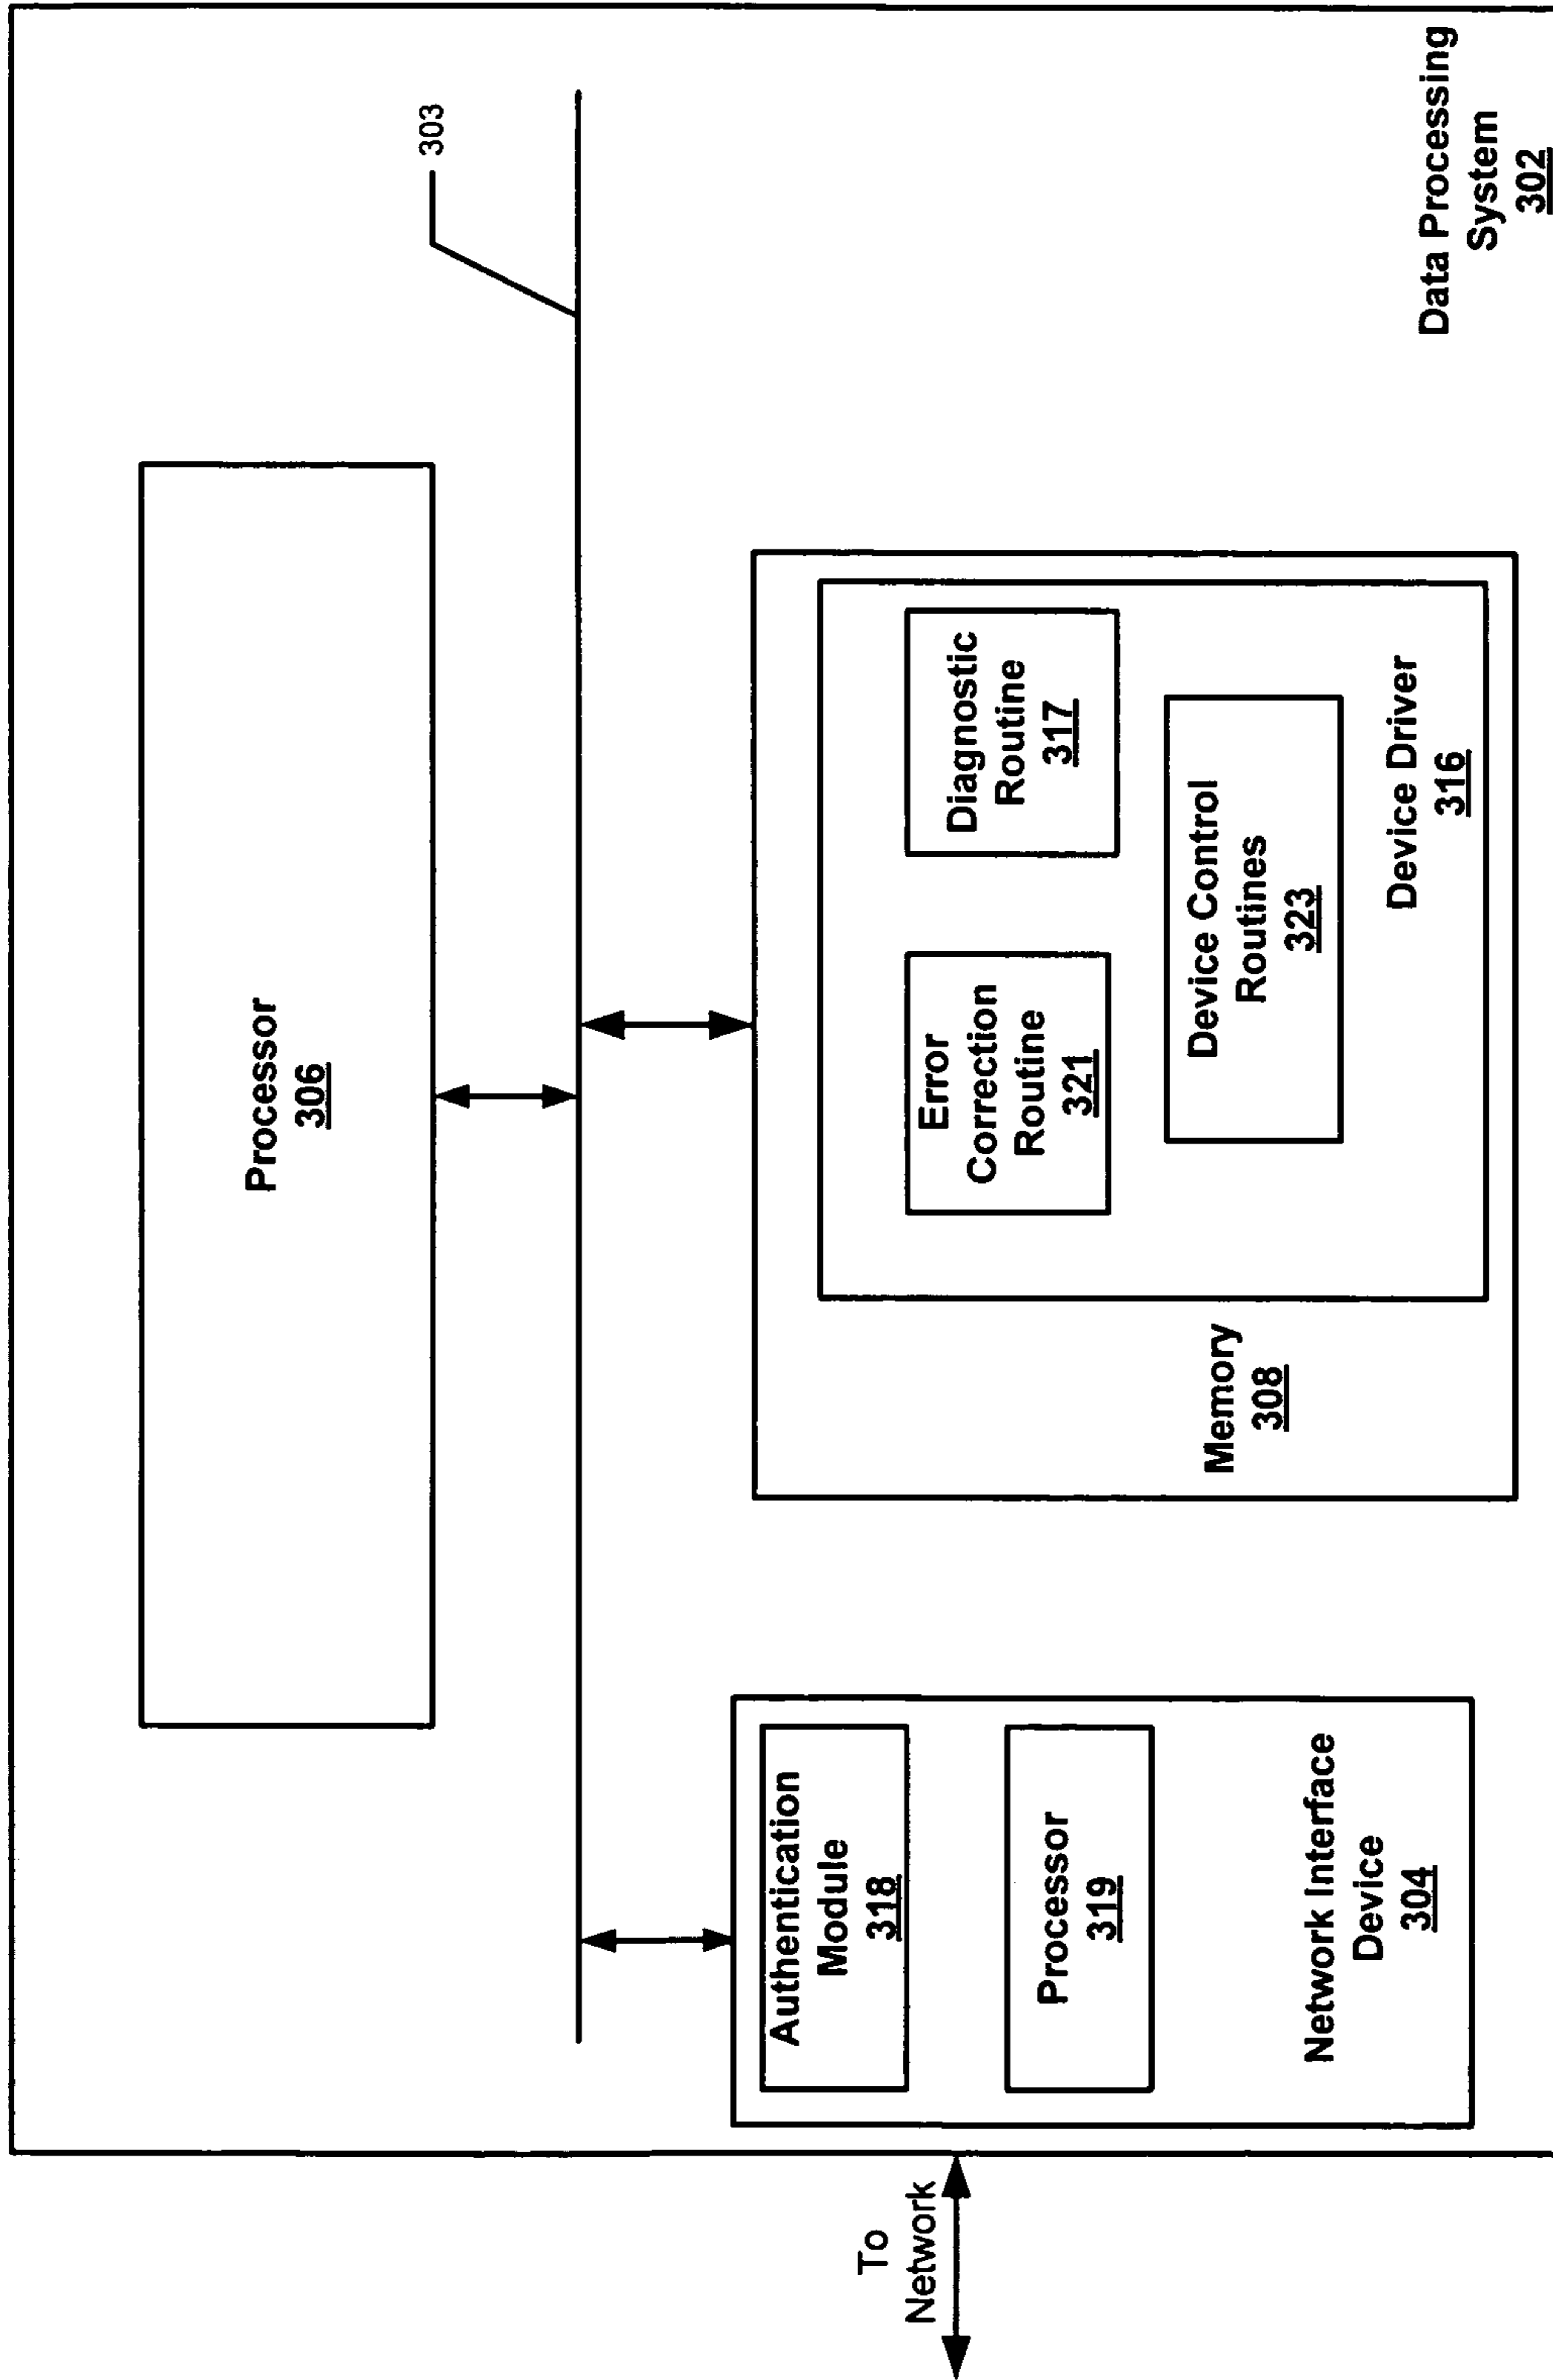 303
Processor
306
To
Network
Authentication
Module
318
Processor
319
Network Interface
Device
304
Memory
308
Error
Correction
Routine
321
Diagnostic
Routine
317
Device Control
Routines
323
Device Driver
316
Data Processing
System
302